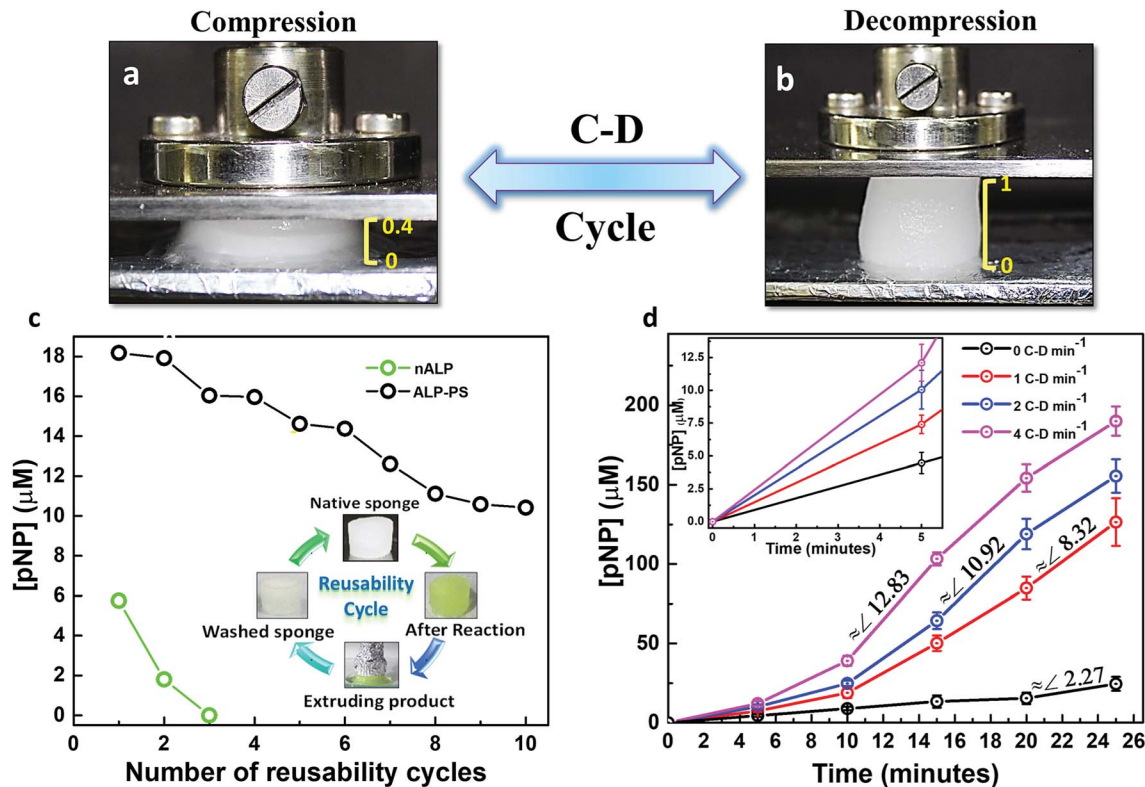 Compression
Decompression
a
0.4
0
C-D
Cycle
b
1
0
c
18
16
14
12
10
8
6
4
2
0
[pNP] (μM)
nALP
ALP-PS
Native sponge
Reusability
Cycle
Washed sponge
After Reaction
Extruding product
0 2 4 6 8 10
Number of reusability cycles
d
200
150
100
50
0
[pNP] (μM)
12.5
10.0
7.5
5.0
2.5
0.0
[pNP] (μM)
0 1 2 3 4 5
Time (minutes)
0 C-D min⁻¹
1 C-D min⁻¹
2 C-D min⁻¹
4 C-D min⁻¹
≈∠ 12.83
≈∠ 10.92
≈∠ 8.32
≈∠ 2.27
0 2 4 6 8 10 12 14 16 18 20 22 24 26
Time (minutes)